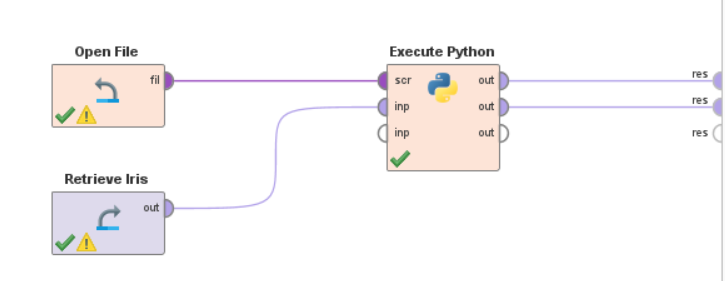 Open File
fil
Execute Python
scr
out
res
inp
out
res
inp
out
res
Retrieve Iris
out